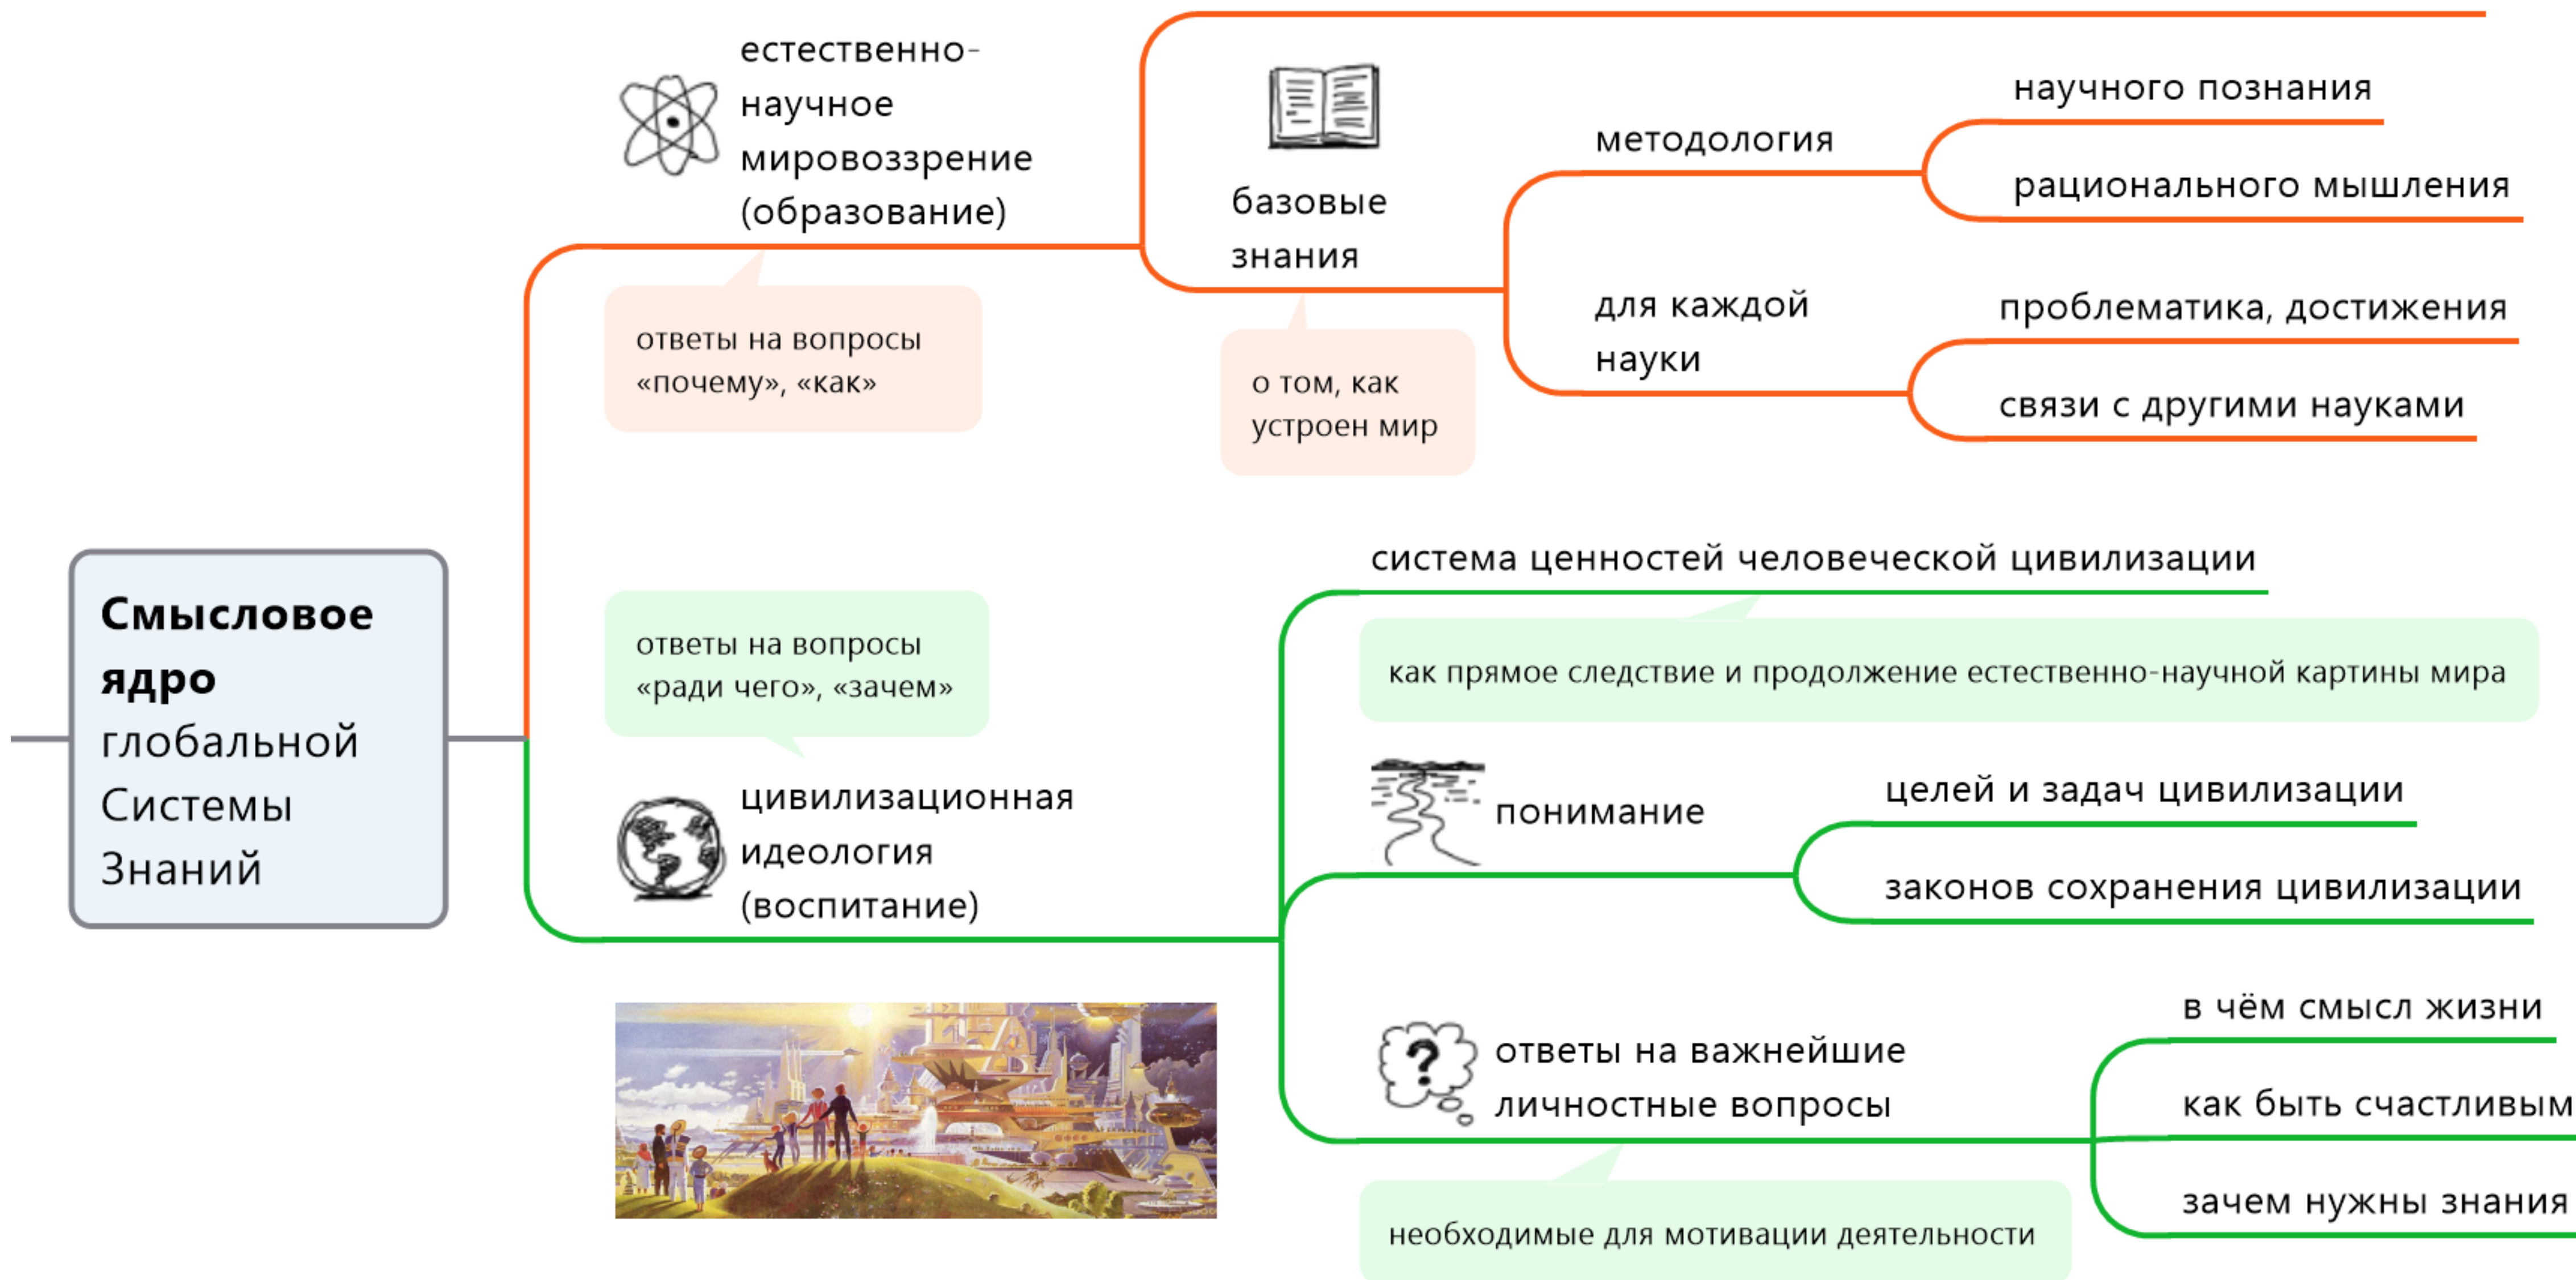 естественно-
научное
мировоззрение
(образование)
ответы на вопросы
«почему», «как»
базовые
знания
о том, как
устроен мир
методология
научного познания
рационального мышления
для каждой
науки
проблематика, достижения
связи с другими науками
Смысловое
ядро
глобальной
Системы
Знаний
ответы на вопросы
«ради чего», «зачем»
цивилизационная
идеология
(воспитание)
система ценностей человеческой цивилизации
как прямое следствие и продолжение естественно-научной картины мира
понимание
целей и задач цивилизации
законов сохранения цивилизации
?
ответы на важнейшие
личностные вопросы
необходимые для мотивации деятельности
в чём смысл жизни
как быть счастливым
зачем нужны знания